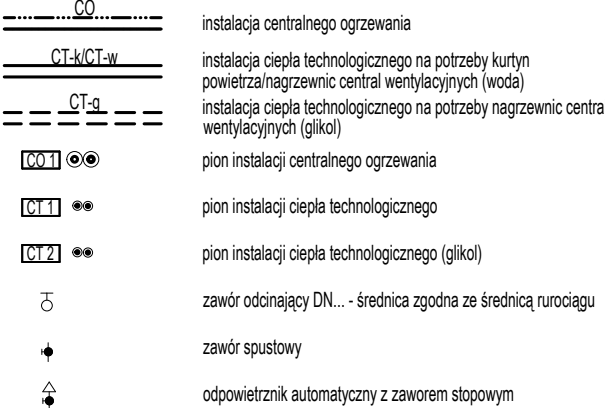 CO
instalacja centralnego ogrzewania
CT-k/CT-w
instalacja ciepła technologicznego na potrzeby kurtyn
powietrza/nagrzewnic central wentylacyjnych (woda)
CT-g
instalacja ciepła technologicznego na potrzeby nagrzewnic centra
wentylacyjnych (glikol)
CO 1 pion instalacji centralnego ogrzewania
CT 1 pion instalacji ciepła technologicznego
CT 2 pion instalacji ciepła technologicznego (glikol)
zawór odcinający DN... - średnica zgodna ze średnicą rurociągu
zawór spustowy
odpowietrznik automatyczny z zaworem stopowym